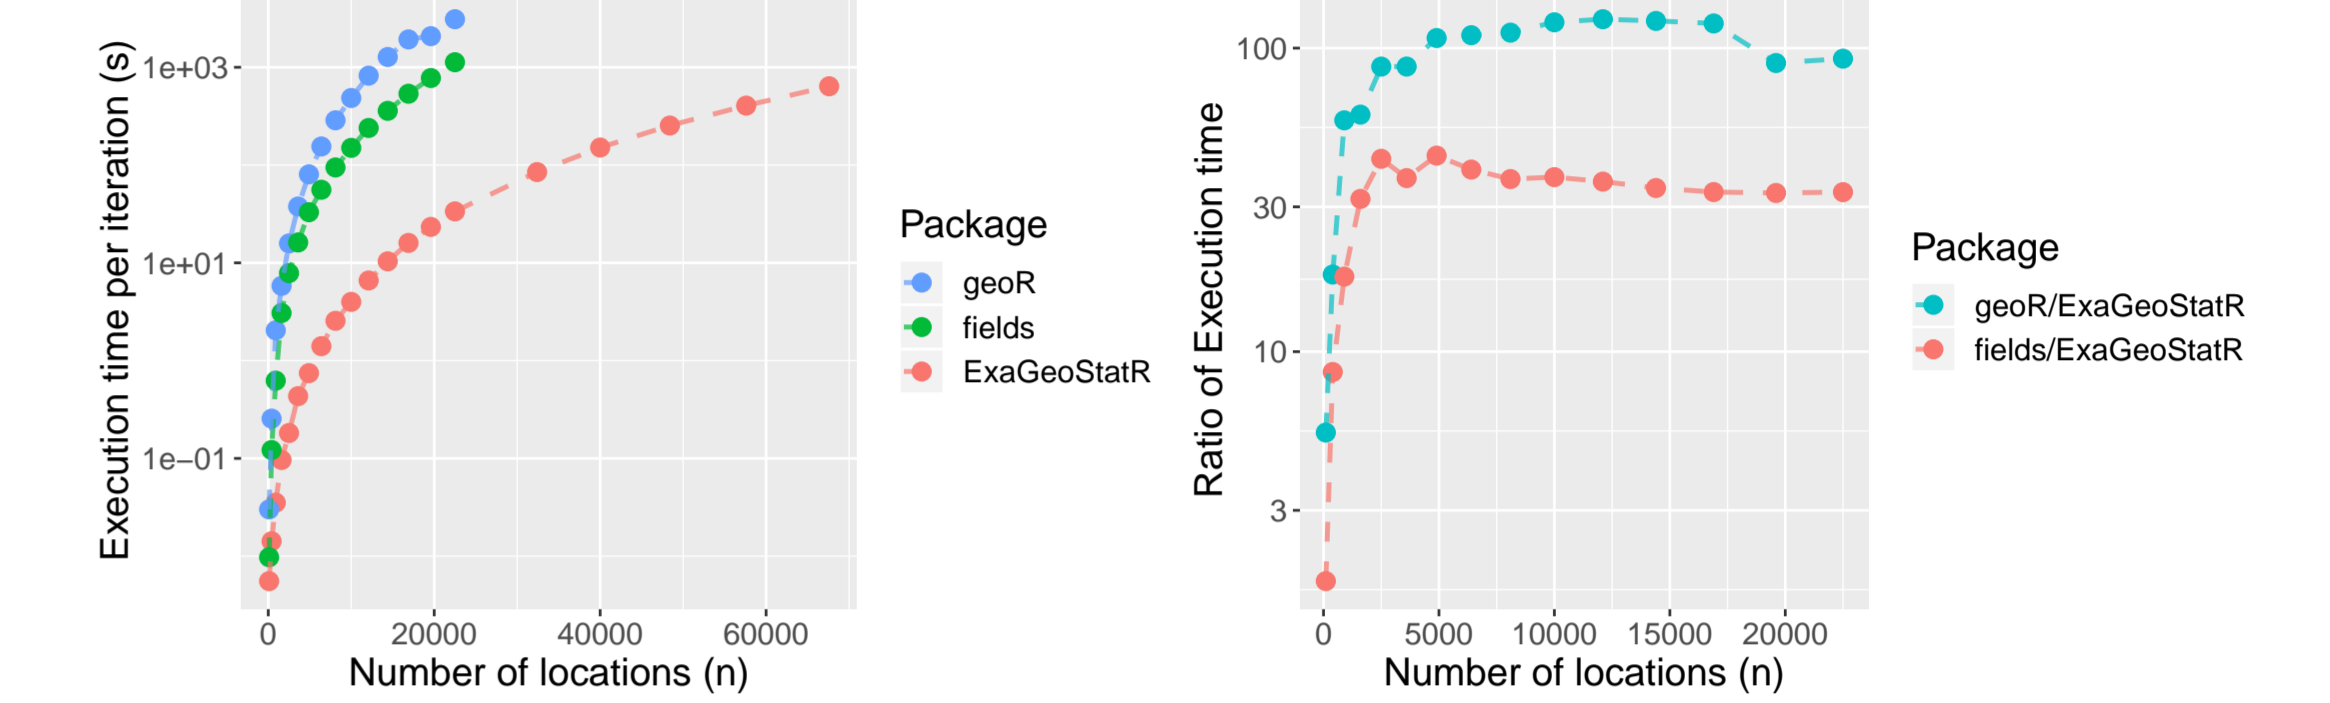 Execution time per iteration (s)
1e+03
1e+01
1e−01
0 20000 40000 60000
Number of locations (n)
Package
geoR
fields
ExaGeoStatR
Ratio of Execution time
100
30
10
3
0 5000 10000 15000 20000
Number of locations (n)
Package
geoR/ExaGeoStatR
fields/ExaGeoStatR